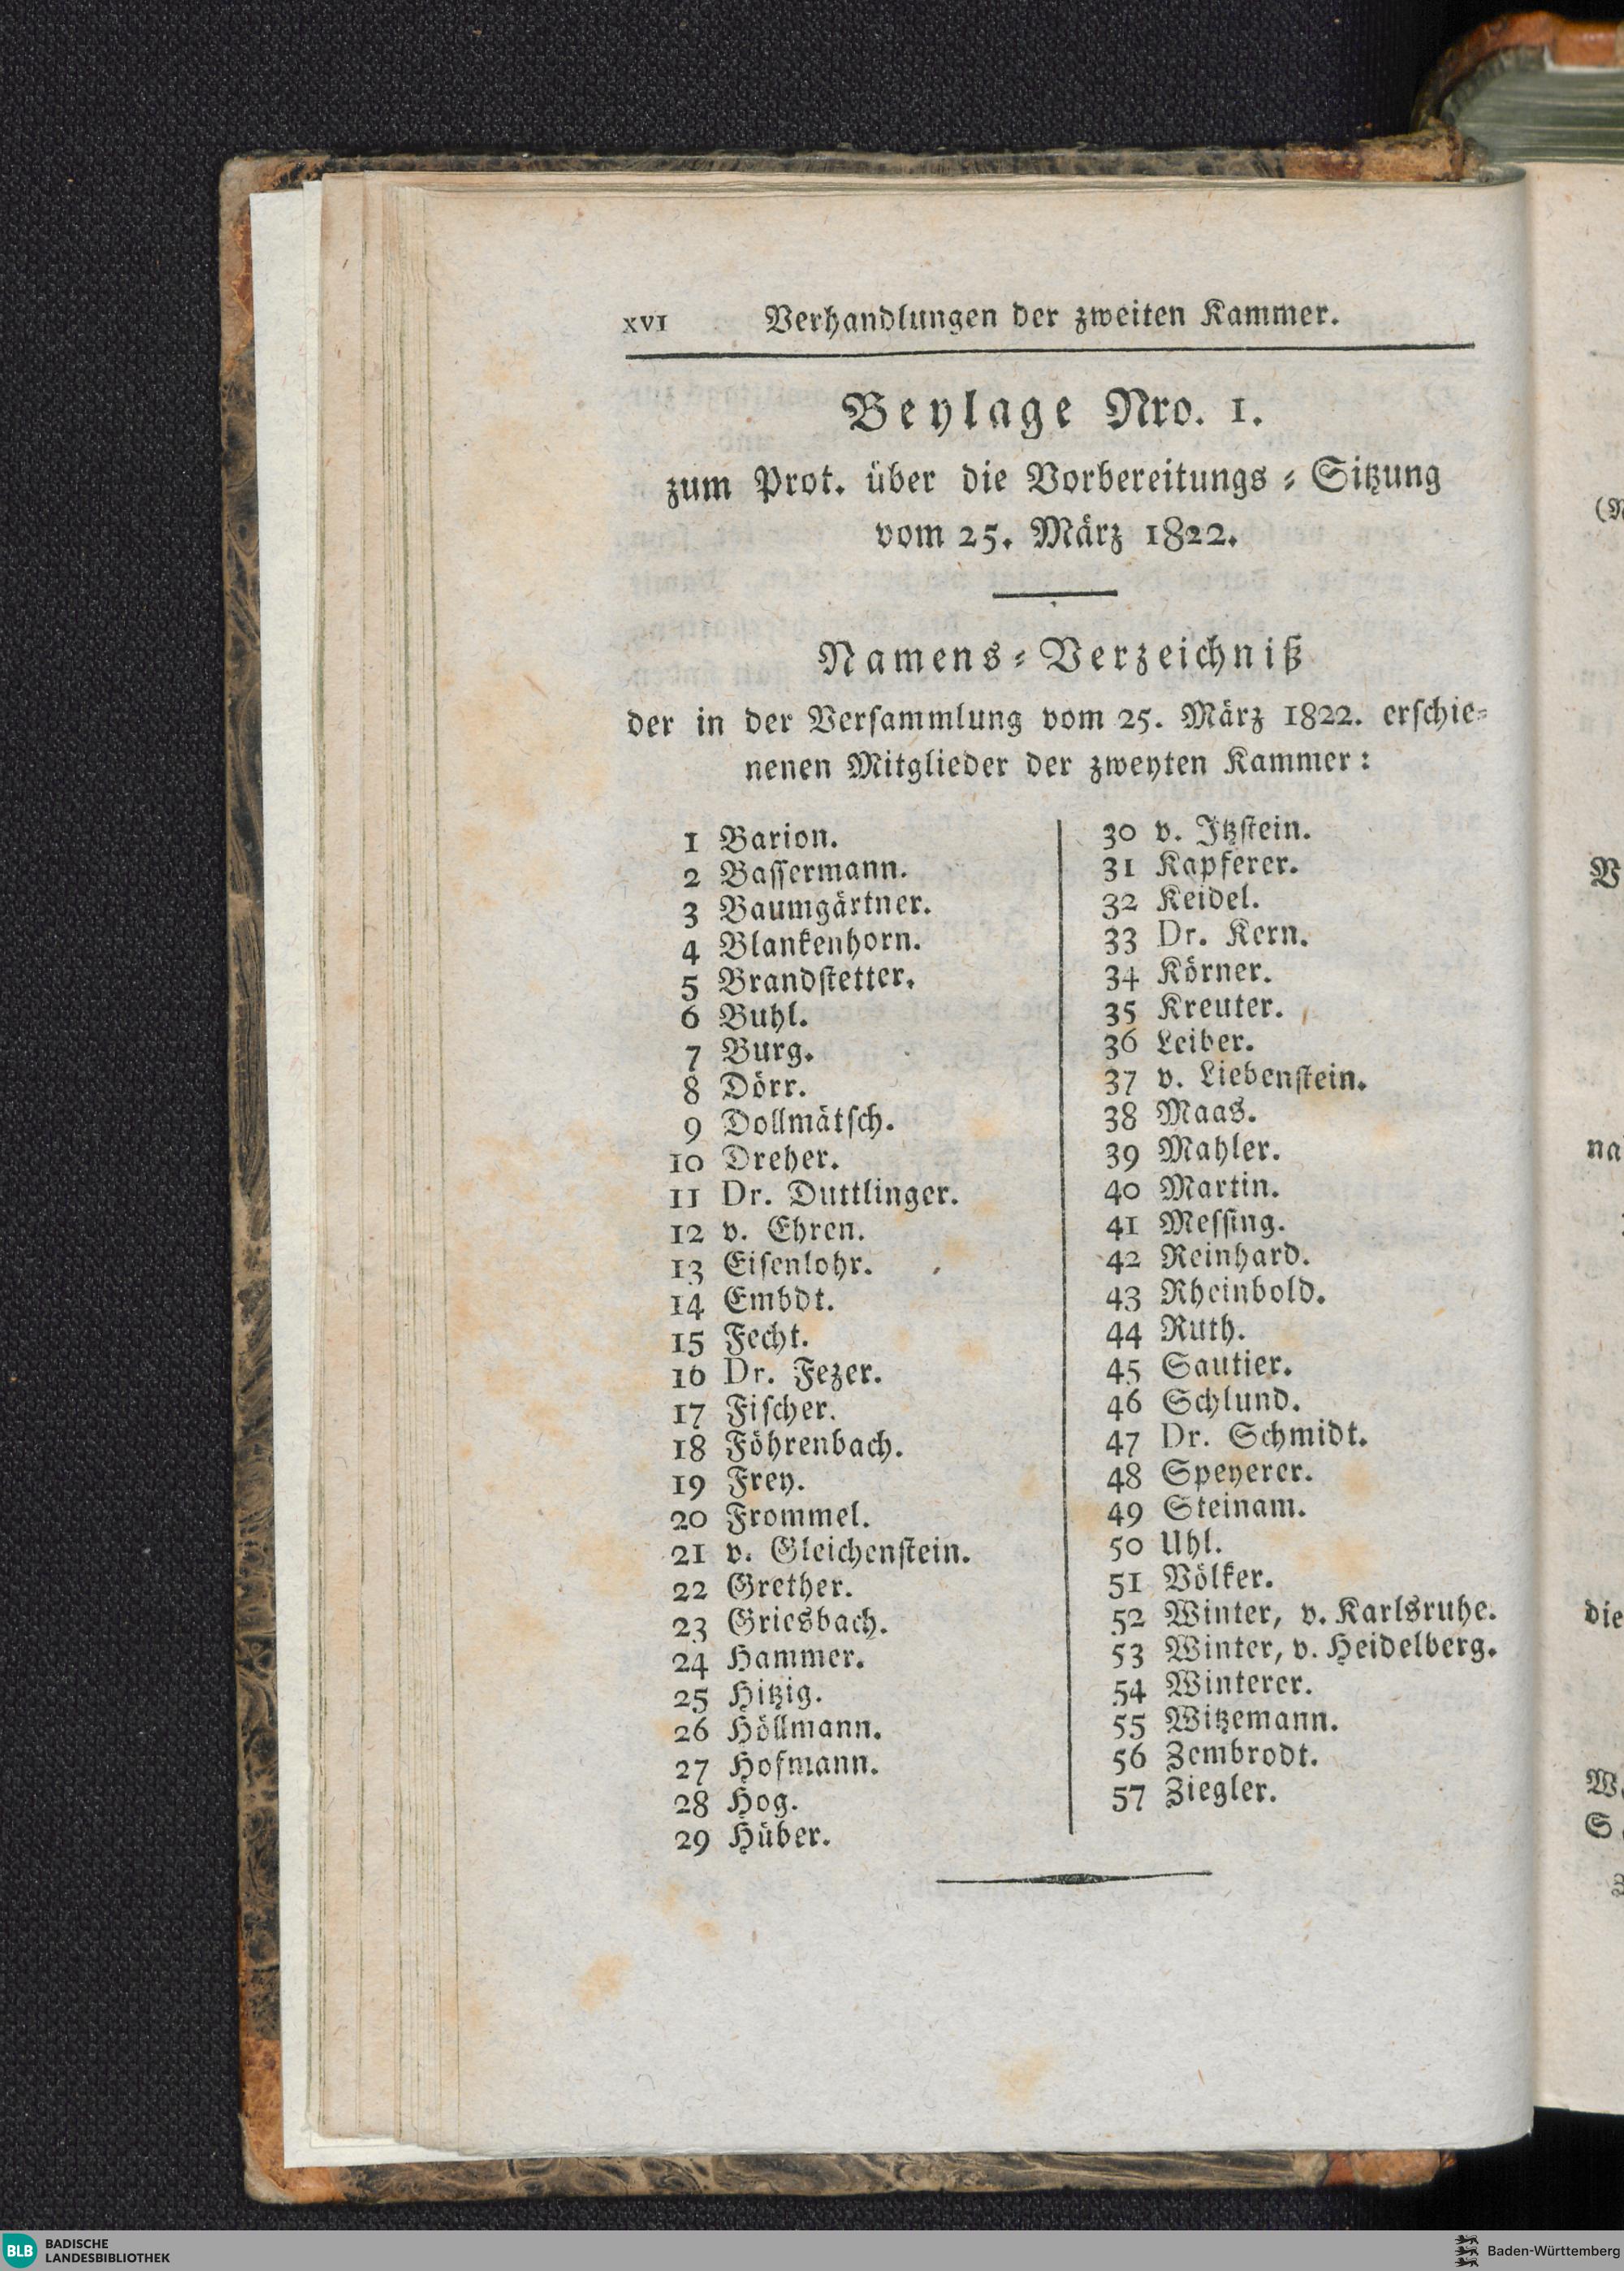 XVI Verhandlungen der zweiten Kammer.
Beylage Nro. 1.
zum Prot. über die Vorbereitungs-Sitzung
vom 25. März 1822.
Namens-Verzeichniß
der in der Versammlung vom 25. März 1822. erschie-
nenen Mitglieder der zweyten Kammer:
1 Barion.
2 Bassermann.
3 Baumgärtner.
4 Blankenhorn.
5 Brandstetter.
6 Buhl.
7 Burg.
8 Dörr.
9 Dollmätsch.
10 Dreher.
11 Dr. Duttlinger.
12 v. Ehren.
13 Eisenlohr.
14 Embdt.
15 Fecht.
16 Dr. Fezer.
17 Fischer.
18 Föhrenbach.
19 Frey.
20 Frommel.
21 v. Gleichenstein.
22 Grether.
23 Griesbach.
24 Hammer.
25 Hitzig.
26 Höllmann.
27 Hofmann.
28 Hog.
29 Hüber.
30 v. Itzstein.
31 Kapferer.
32 Keidel.
33 Dr. Kern.
34 Körner.
35 Kreuter.
36 Leiber.
37 v. Liebenstein.
38 Maas.
39 Mahler.
40 Martin.
41 Messing.
42 Reinhard.
43 Rheinbold.
44 Ruth.
45 Sautier.
46 Schlund.
47 Dr. Schmidt.
48 Speyerer.
49 Steinam.
50 Uhl.
51 Völker.
52 Winter, v. Karlsruhe.
53 Winter, v. Heidelberg.
54 Winterer.
55 Witzemann.
56 Zembrodt.
57 Ziegler.
na
die
BLB BADISCHE
LANDESBIBLIOTHEK
Baden-Württemberg